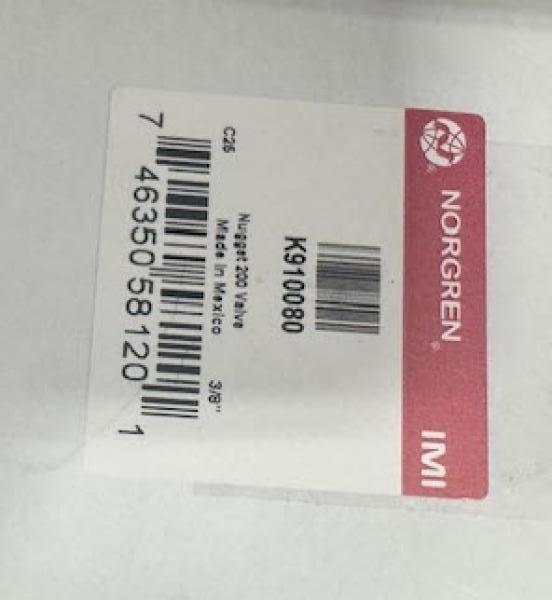 NORGREN® IMI
K910080
Nugget 200 Valve
Made in Mexico
C25 3/8"
7 46350 58120 1